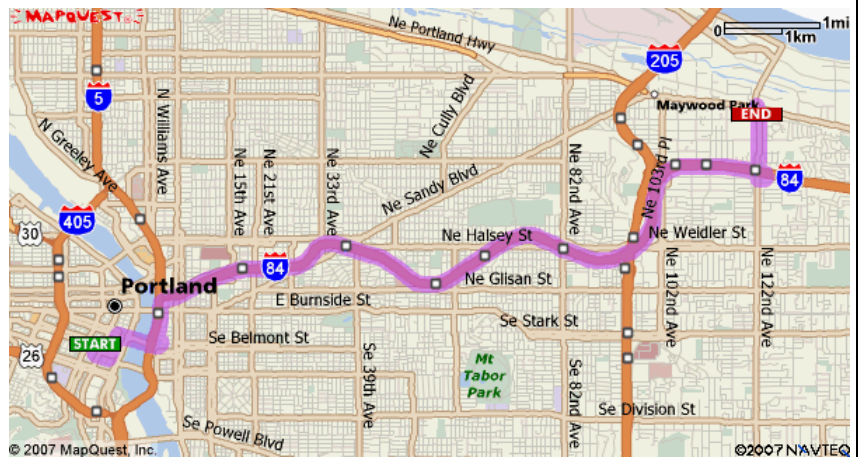 MAPQUEST.
Ne Portland Hwy
0
1mi
1km
205
5
N Williams Ave
Ne Cully Blvd
Maywood Park
END
N Greeley Ave
Ne 15th Ave
Ne 21st Ave
Ne 33rd Ave
Ne 82nd Ave
Ne 103rd Pl
84
Ne Sandy Blvd
405
30
Ne Halsey St
Ne Weidler St
84
Portland
Ne Glisan St
E Burnside St
Ne 102nd Ave
Ne 122nd Ave
START
Se Belmont St
Se Stark St
26
Se 39th Ave
Mt
Tabor
Park
Se 82nd Ave
Se Division St
Se Powell Blvd
© 2007 MapQuest, Inc.
©2007 NAVTEQ